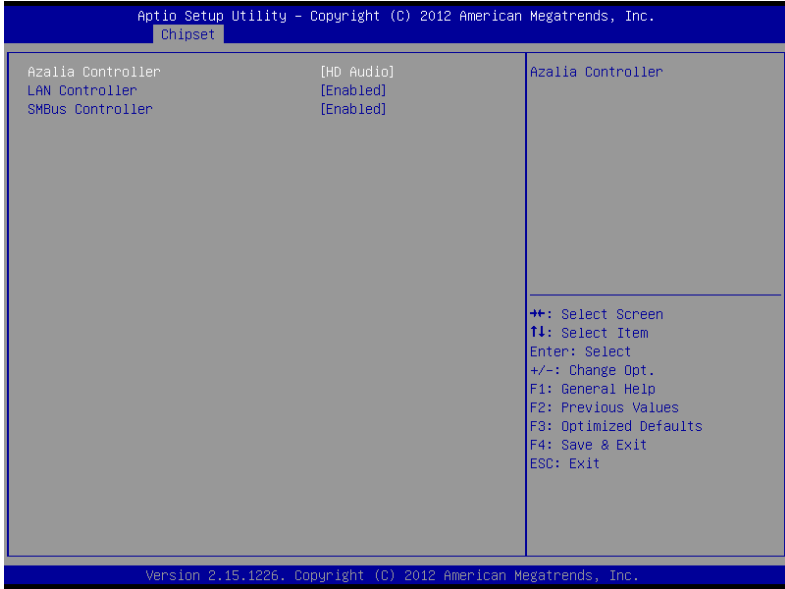 Aptio Setup Utility – Copyright (C) 2012 American Megatrends, Inc.
Chipset
Azalia Controller [HD Audio]
LAN Controller [Enabled]
SMBus Controller [Enabled]
Azalia Controller
→←: Select Screen
↑↓: Select Item
Enter: Select
+/-: Change Opt.
F1: General Help
F2: Previous Values
F3: Optimized Defaults
F4: Save & Exit
ESC: Exit
Version 2.15.1226. Copyright (C) 2012 American Megatrends, Inc.